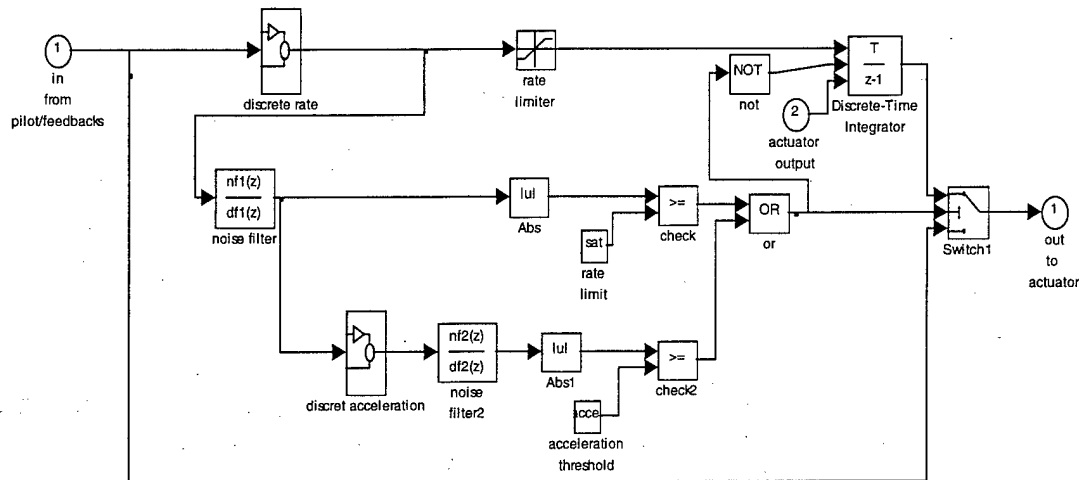 1
in
from
pilot/feedbacks
discrete rate
rate
limiter
NOT
not
2
actuator
output
T
z-1
Discrete-Time
Integrator
nf1(z)
df1(z)
noise filter
|u|
Abs
sat
rate
limit
>=
check
OR
or
Switch1
1
out
to
actuator
discret acceleration
nf2(z)
df2(z)
noise
filter2
|u|
Abs1
acce
acceleration
threshold
>=
check2